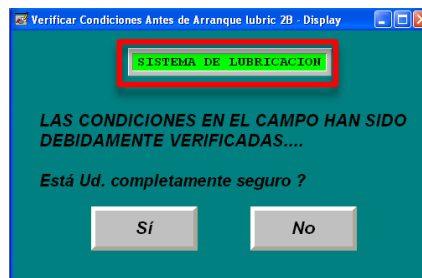 Verificar Condiciones Antes de Arranque lubric 2B - Display
SISTEMA DE LUBRICACION
LAS CONDICIONES EN EL CAMPO HAN SIDO
DEBIDAMENTE VERIFICADAS....
Está Ud. completamente seguro ?
Sí No